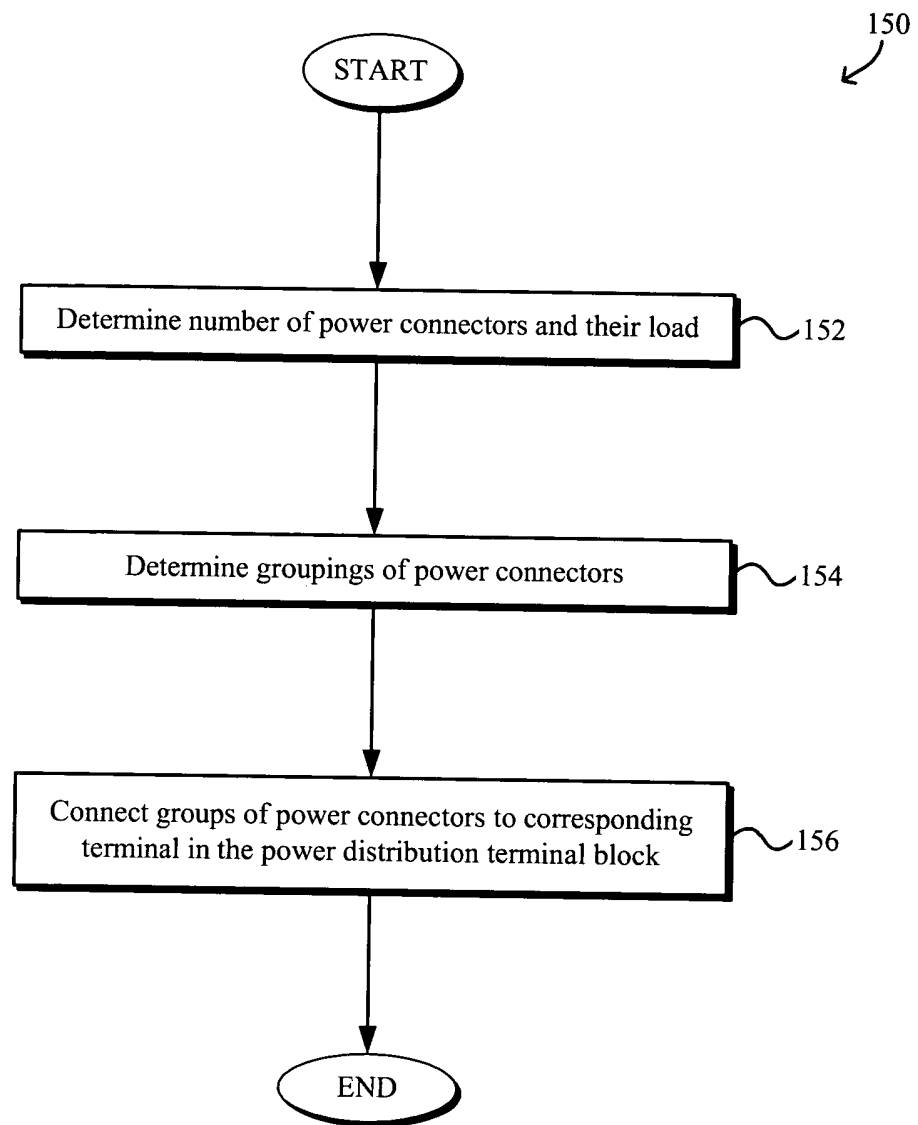 150
START
Determine number of power connectors and their load
152
Determine groupings of power connectors
154
Connect groups of power connectors to corresponding
terminal in the power distribution terminal block
156
END